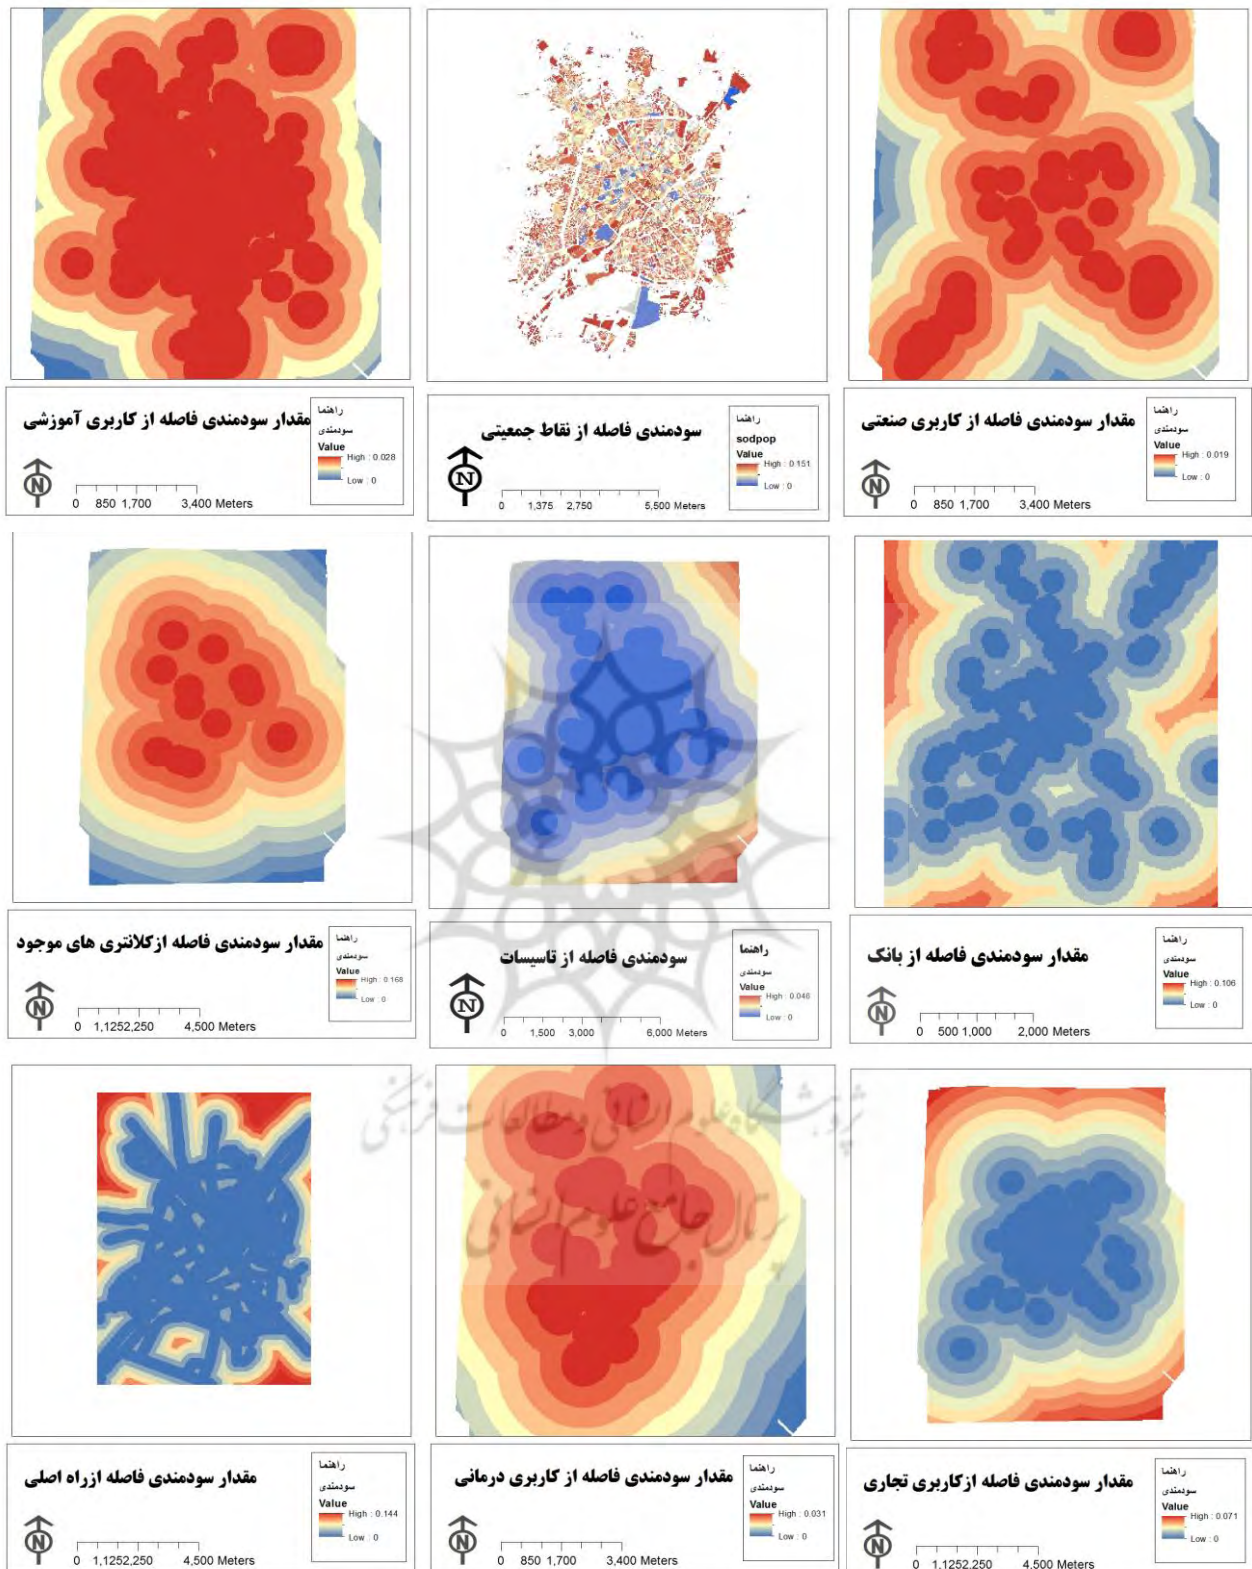 مقدار سودمندی فاصله از کاربری آموزشی
راهنما
سودمندی
Value
High : 0.028
Low : 0
N
0 850 1,700 3,400 Meters
سودمندی فاصله از نقاط جمعیتی
راهنما
sodpop
Value
High : 0.151
Low : 0
N
0 1,375 2,750 5,500 Meters
مقدار سودمندی فاصله از کاربری صنعتی
راهنما
سودمندی
Value
High : 0.019
Low : 0
N
0 850 1,700 3,400 Meters
مقدار سودمندی فاصله ازکلانتری های موجود
راهنما
سودمندی
Value
High : 0.168
Low : 0
N
0 1,1252,250 4,500 Meters
سودمندی فاصله از تاسیسات
راهنما
سودمندی
Value
High : 0.046
Low : 0
N
0 1,500 3,000 6,000 Meters
مقدار سودمندی فاصله از بانک
راهنما
سودمندی
Value
High : 0.106
Low : 0
N
0 500 1,000 2,000 Meters
پژوهشگاه علوم انسانی و مطالعات فرهنگی
پرتال جامع علوم انسانی
مقدار سودمندی فاصله ازراه اصلی
راهنما
سودمندی
Value
High : 0.144
Low : 0
N
0 1,1252,250 4,500 Meters
مقدار سودمندی فاصله از کاربری درمانی
راهنما
سودمندی
Value
High : 0.031
Low : 0
N
0 850 1,700 3,400 Meters
مقدار سودمندی فاصله ازکاربری تجاری
راهنما
سودمندی
Value
High : 0.071
Low : 0
N
0 1,1252,250 4,500 Meters